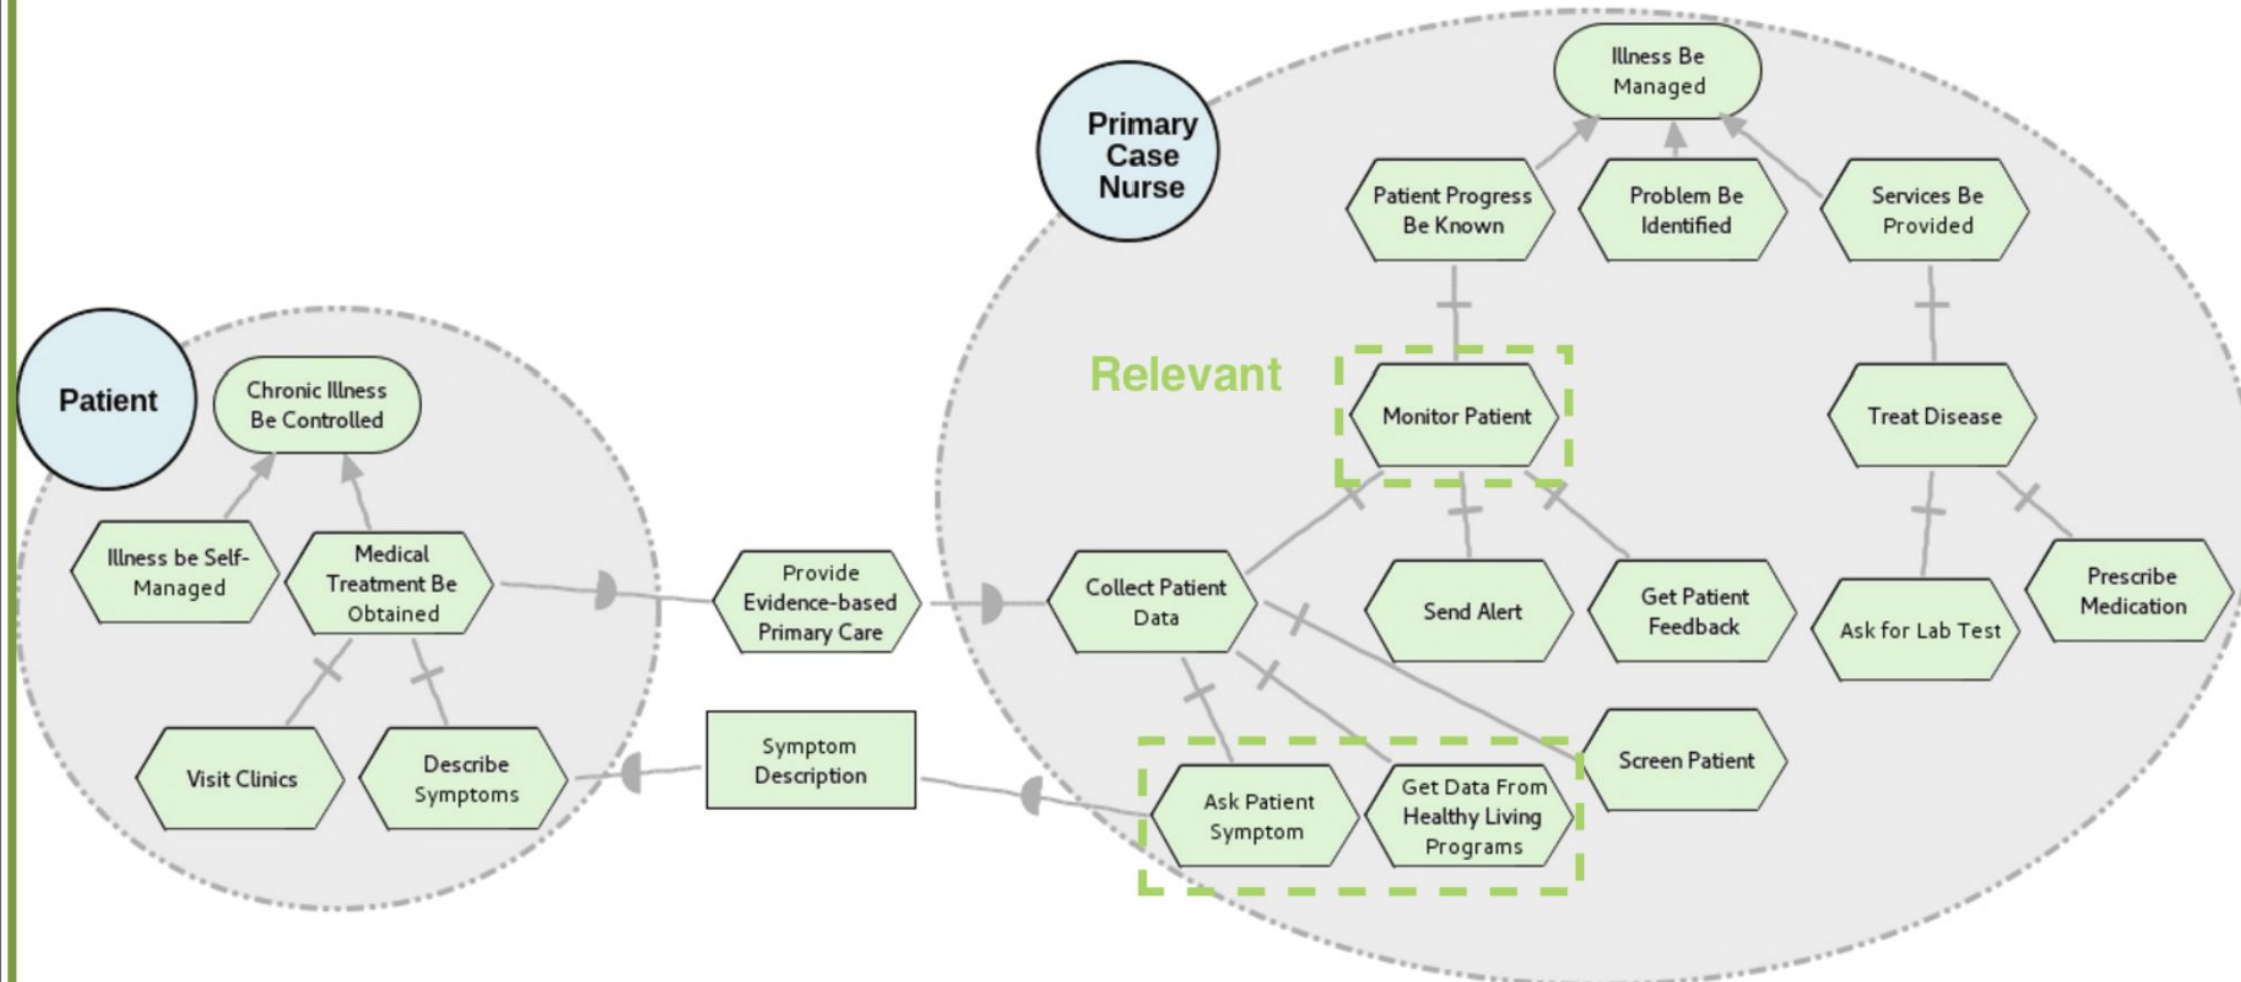 Illness Be
Managed
Primary
Case
Nurse
Patient Progress
Be Known
Problem Be
Identified
Services Be
Provided
Relevant
Patient
Chronic Illness
Be Controlled
Monitor Patient
Treat Disease
Illness be Self-
Managed
Medical
Treatment Be
Obtained
Provide
Evidence-based
Primary Care
Collect Patient
Data
Send Alert
Get Patient
Feedback
Ask for Lab Test
Prescribe
Medication
Visit Clinics
Describe
Symptoms
Symptom
Description
Ask Patient
Symptom
Get Data From
Healthy Living
Programs
Screen Patient